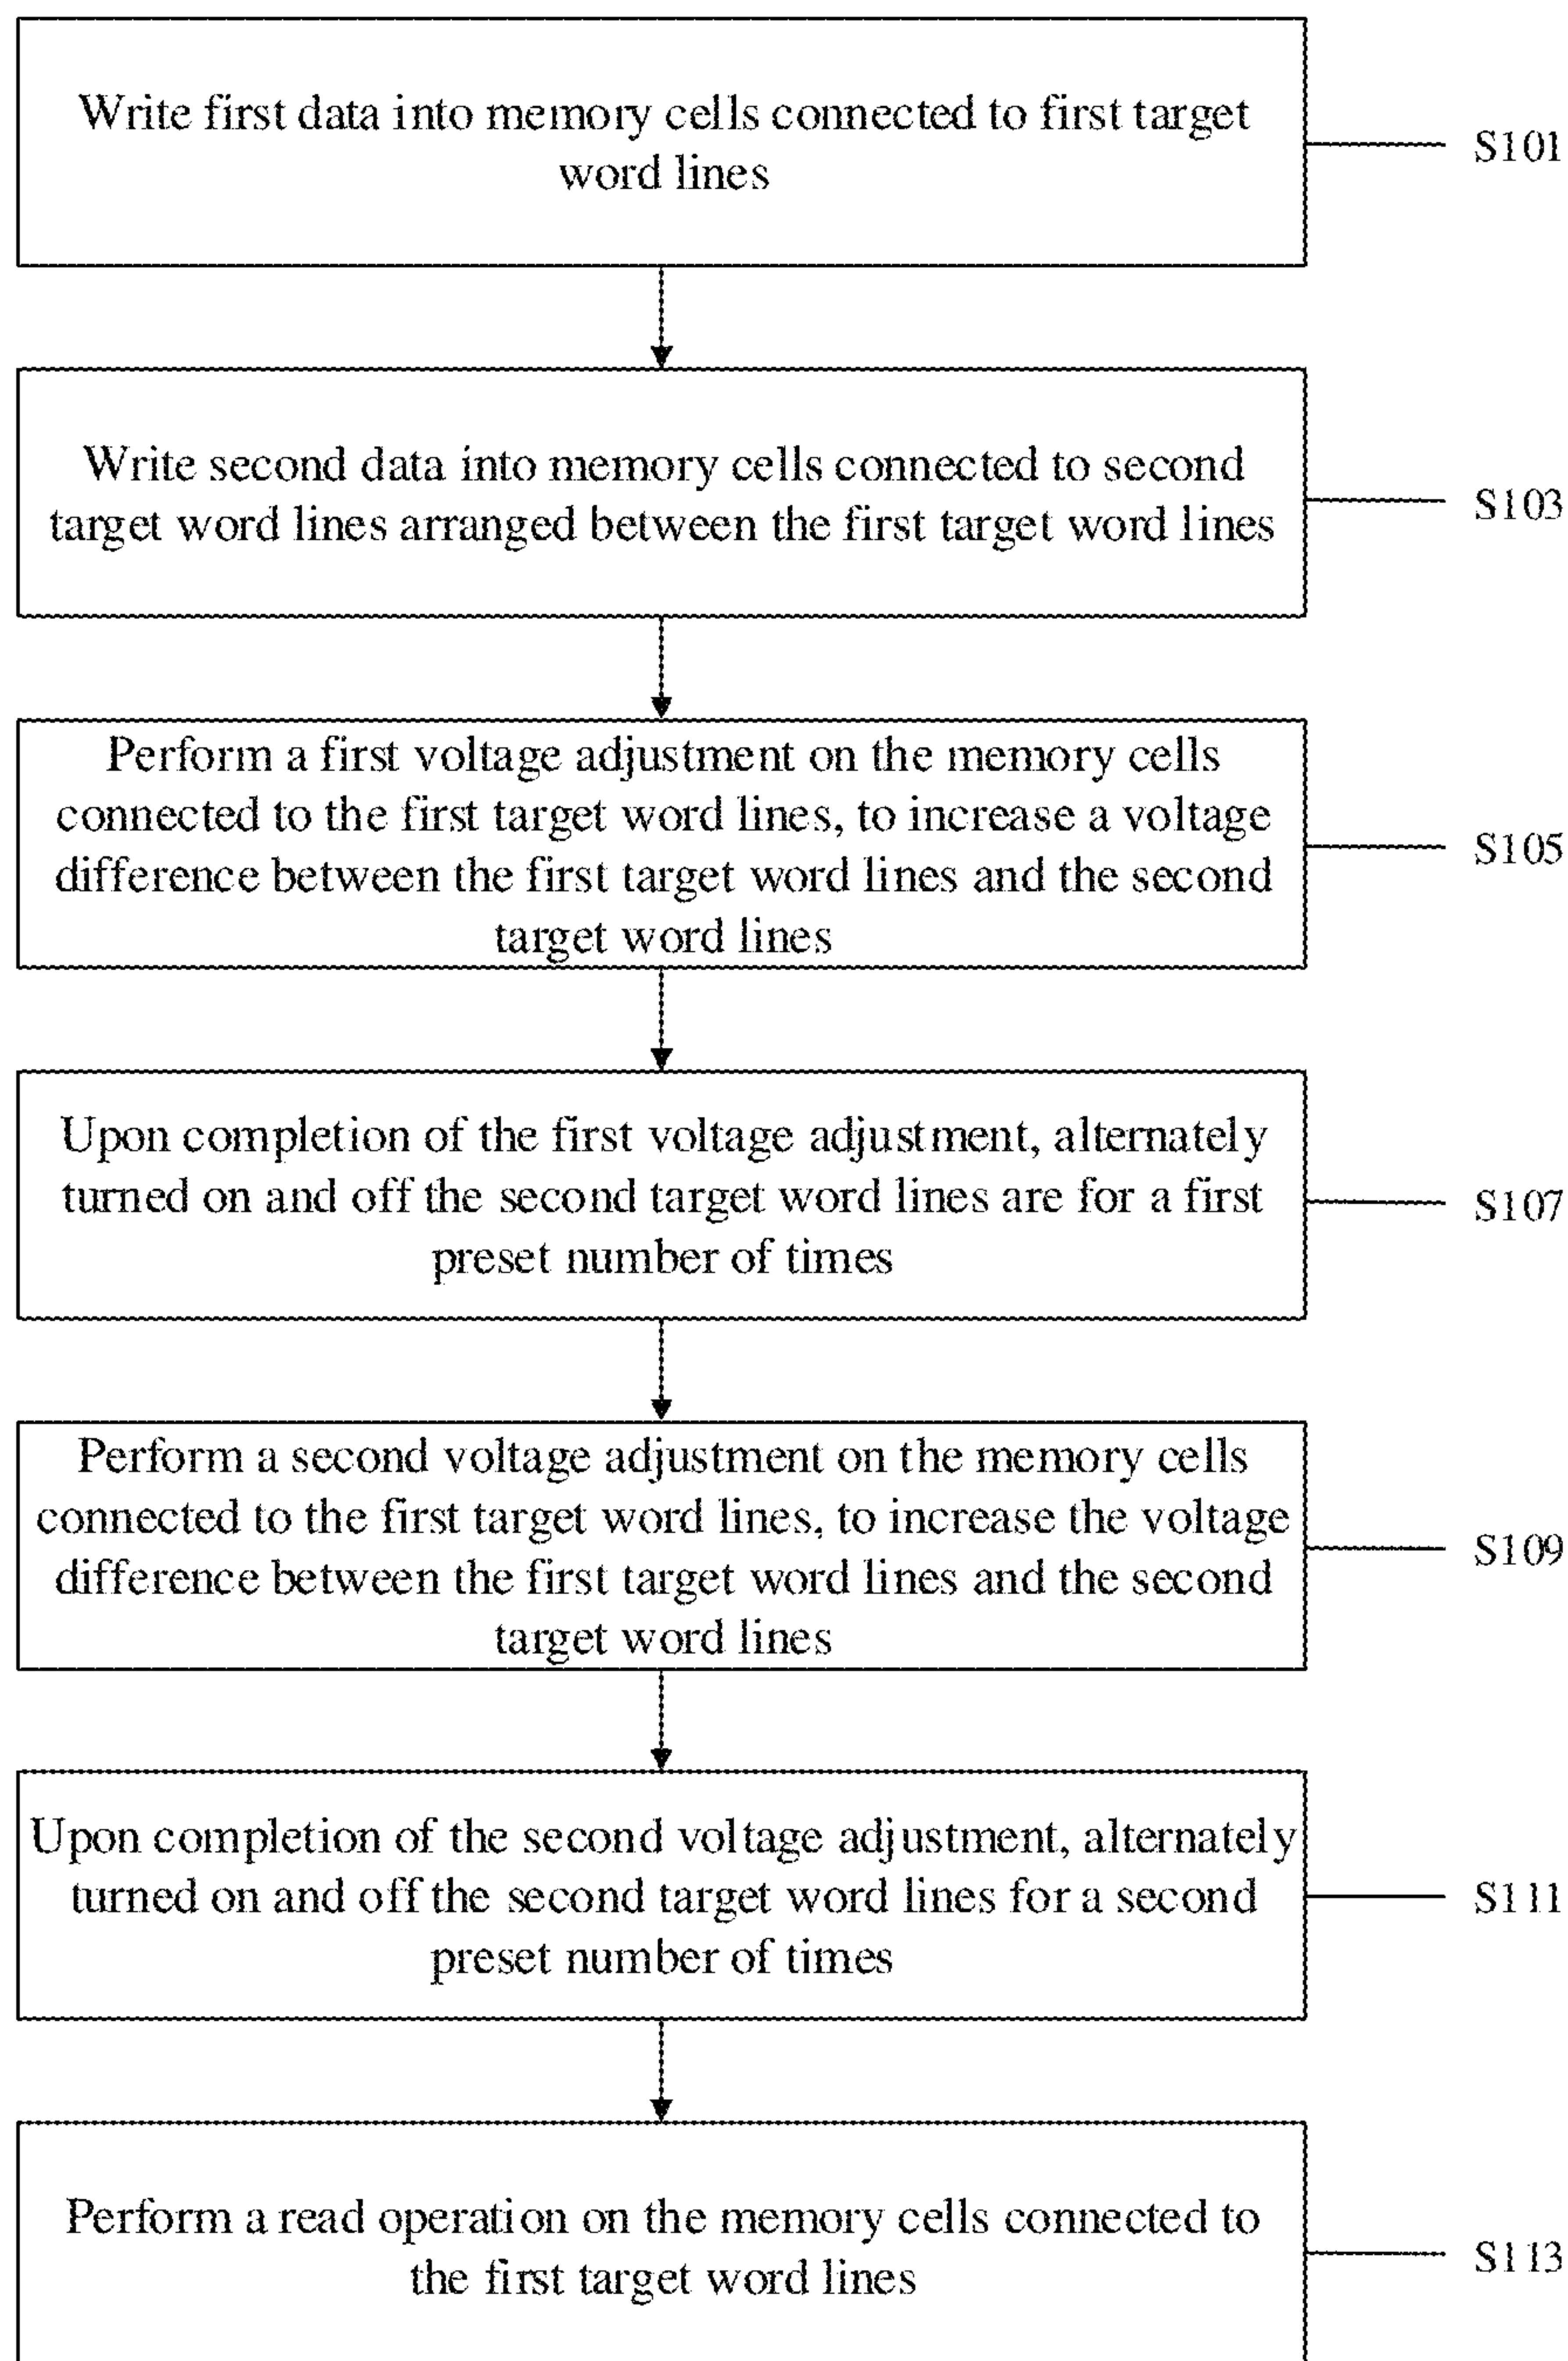 Write first data into memory cells connected to first target
word lines
S101
Write second data into memory cells connected to second
target word lines arranged between the first target word lines
S103
Perform a first voltage adjustment on the memory cells
connected to the first target word lines, to increase a voltage
difference between the first target word lines and the second
target word lines
S105
Upon completion of the first voltage adjustment, alternately
turned on and off the second target word lines are for a first
preset number of times
S107
Perform a second voltage adjustment on the memory cells
connected to the first target word lines, to increase the voltage
difference between the first target word lines and the second
target word lines
S109
Upon completion of the second voltage adjustment, alternately
turned on and off the second target word lines for a second
preset number of times
S111
Perform a read operation on the memory cells connected to
the first target word lines
S113